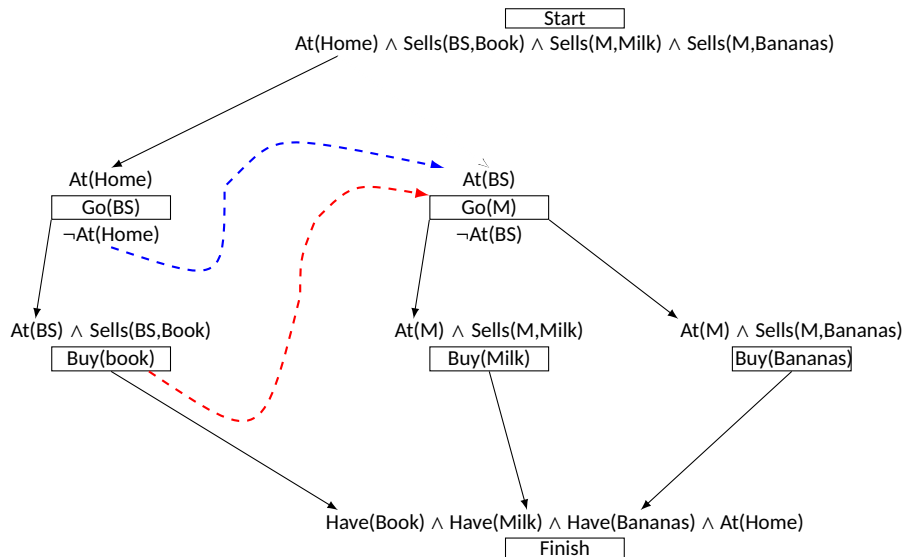 Start
At(Home) ∧ Sells(BS,Book) ∧ Sells(M,Milk) ∧ Sells(M,Bananas)
At(Home)
At(BS)
Go(BS)
Go(M)
¬At(Home)
¬At(BS)
At(BS) ∧ Sells(BS,Book)
At(M) ∧ Sells(M,Milk)
At(M) ∧ Sells(M,Bananas)
Buy(book)
Buy(Milk)
Buy(Bananas)
Have(Book) ∧ Have(Milk) ∧ Have(Bananas) ∧ At(Home)
Finish